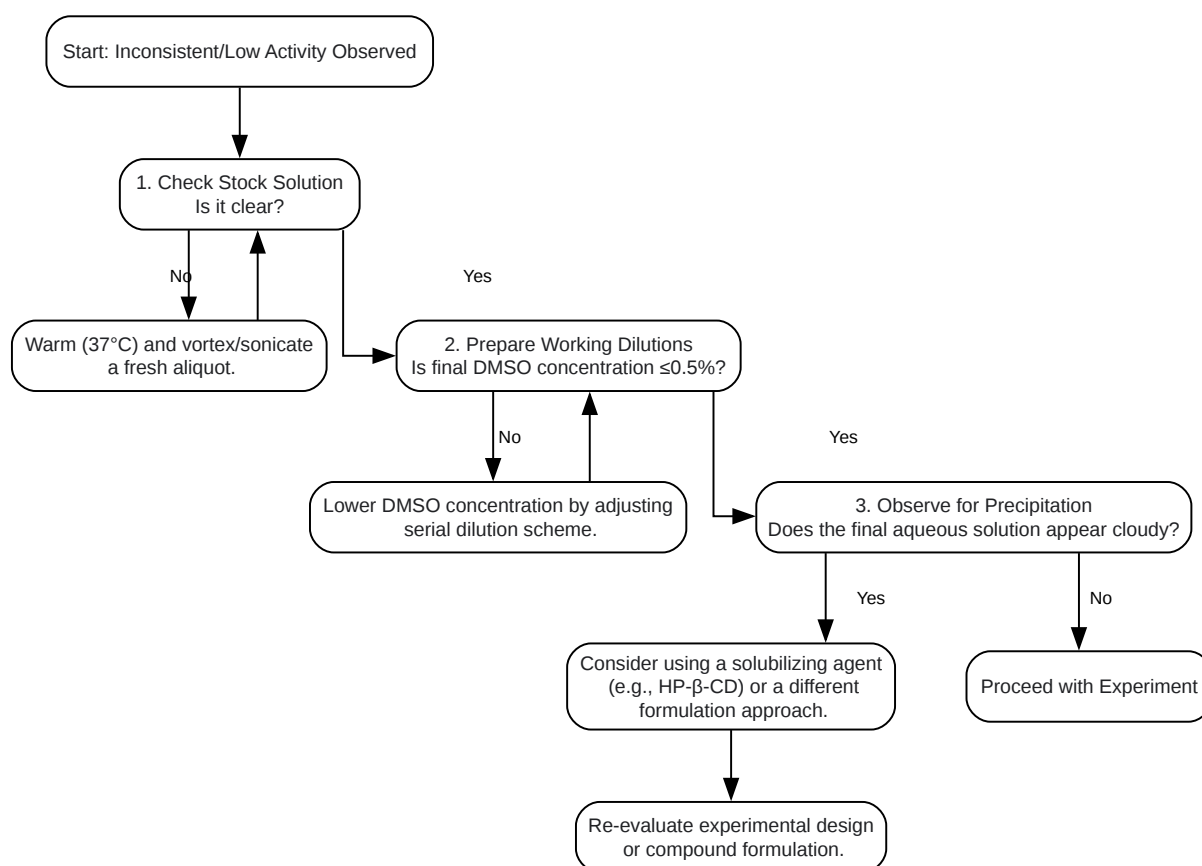 Start: Inconsistent/Low Activity Observed
1. Check Stock Solution
Is it clear?
No
Yes
Warm (37°C) and vortex/sonicate
a fresh aliquot.
2. Prepare Working Dilutions
Is final DMSO concentration ≤0.5%?
No
Yes
Lower DMSO concentration by adjusting
serial dilution scheme.
3. Observe for Precipitation
Does the final aqueous solution appear cloudy?
Yes
No
Consider using a solubilizing agent
(e.g., HP-β-CD) or a different
formulation approach.
Proceed with Experiment
Re-evaluate experimental design
or compound formulation.